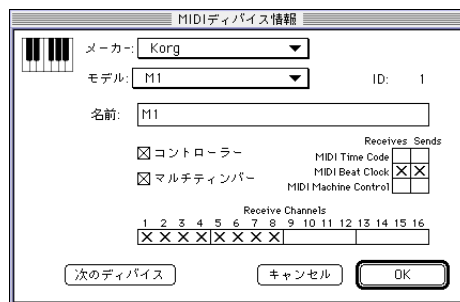 MIDIディバイス情報
メーカー: Korg
モデル: M1
ID: 1
名前: M1
コントローラー
マルチティンバー
Receives Sends
MIDI Time Code
MIDI Beat Clock
MIDI Machine Control
Receive Channels
1 2 3 4 5 6 7 8 9 10 11 12 13 14 15 16
次のディバイス
キャンセル
OK